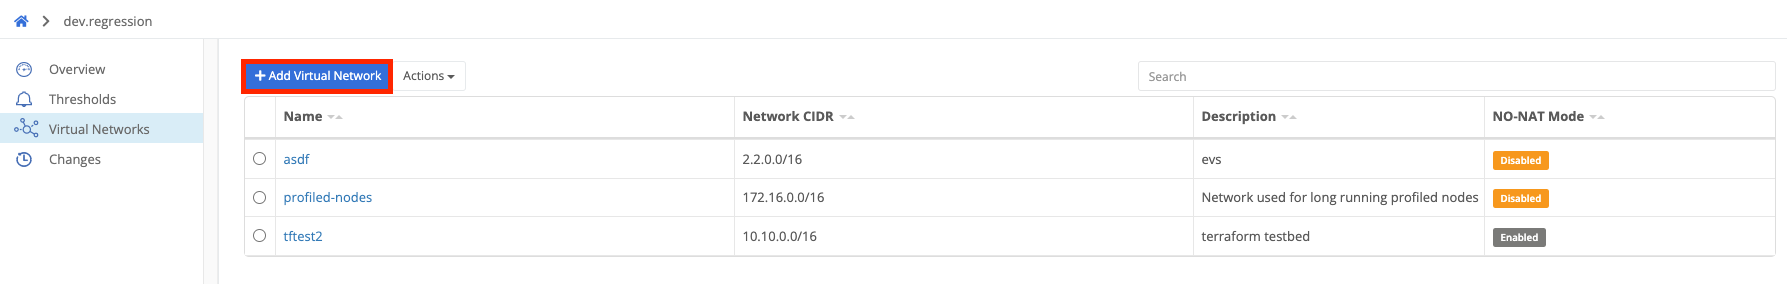 dev.regression
Overview
Thresholds
Virtual Networks
Changes
+ Add Virtual Network Actions Search
Name Network CIDR Description NO-NAT Mode
asdf 2.2.0.0/16 evs Disabled
profiled-nodes 172.16.0.0/16 Network used for long running profiled nodes Disabled
tftest2 10.10.0.0/16 terraform testbed Enabled